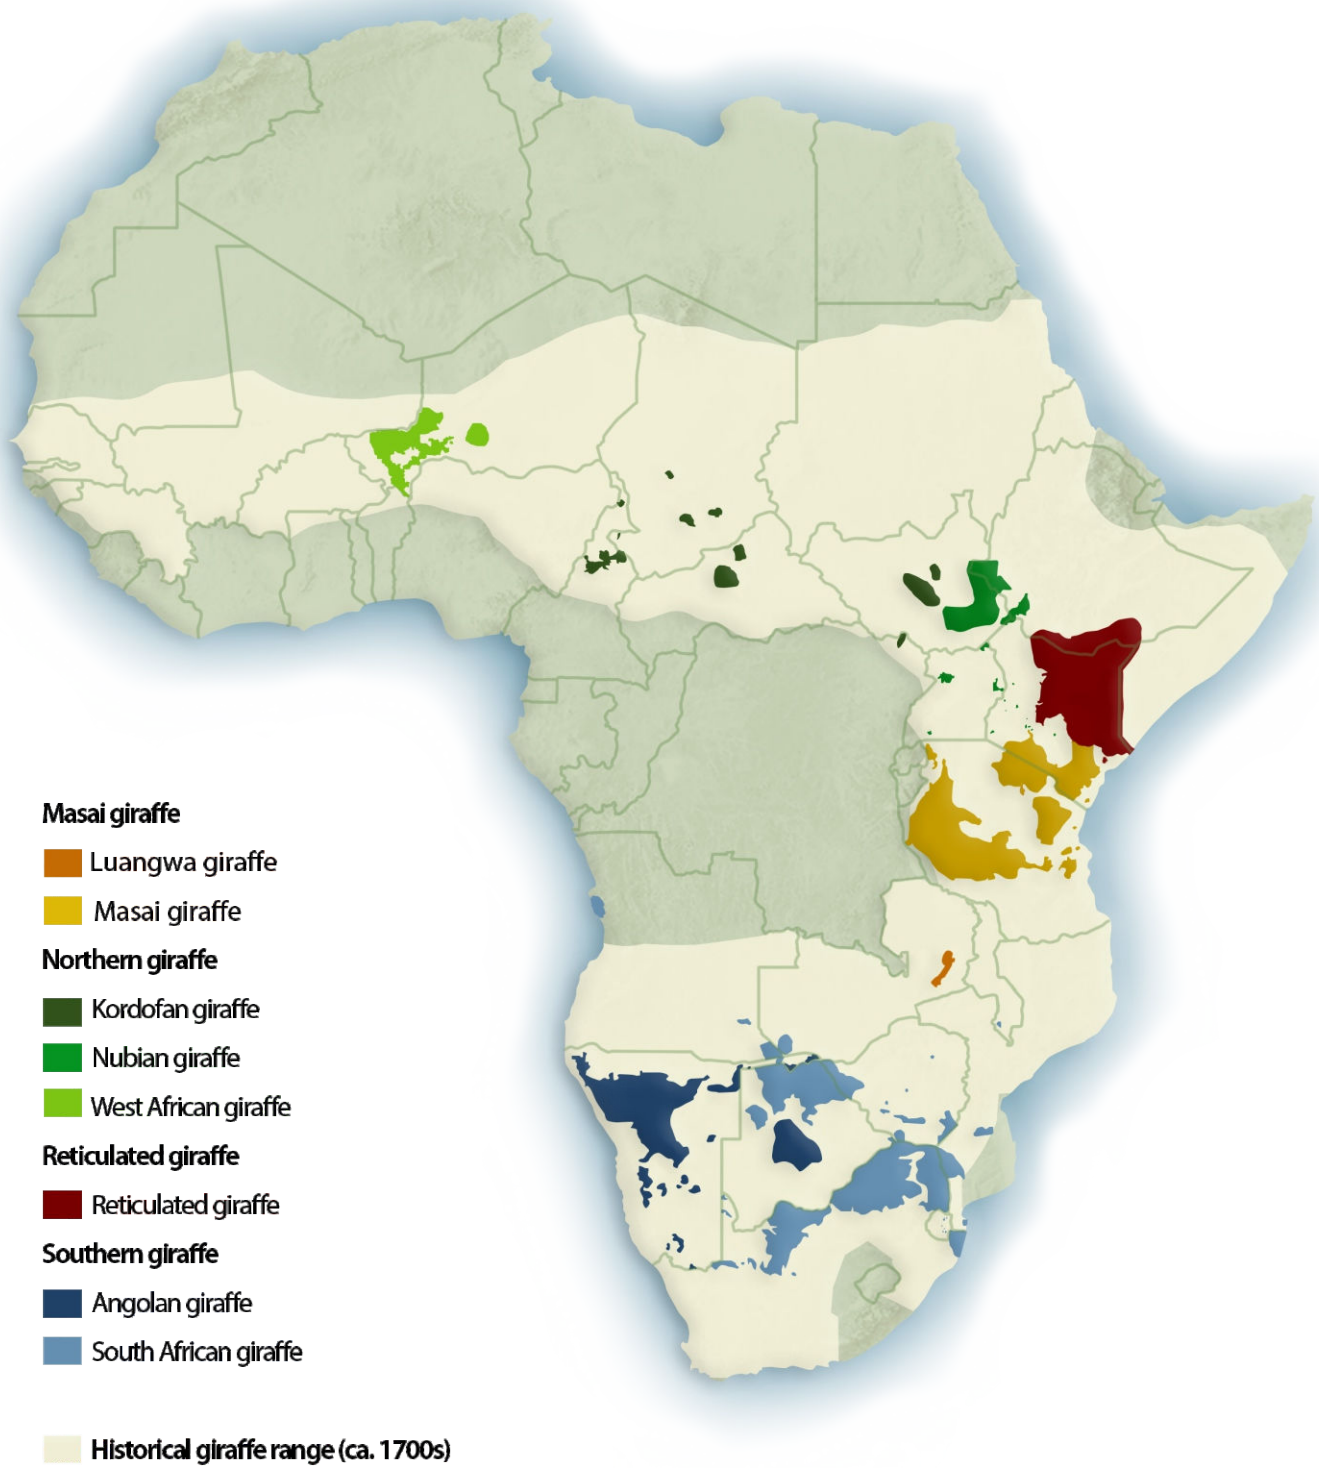 Masai giraffe
Luangwa giraffe
Masai giraffe
Northern giraffe
Kordofan giraffe
Nubian giraffe
West African giraffe
Reticulated giraffe
Reticulated giraffe
Southern giraffe
Angolan giraffe
South African giraffe
Historical giraffe range (ca. 1700s)